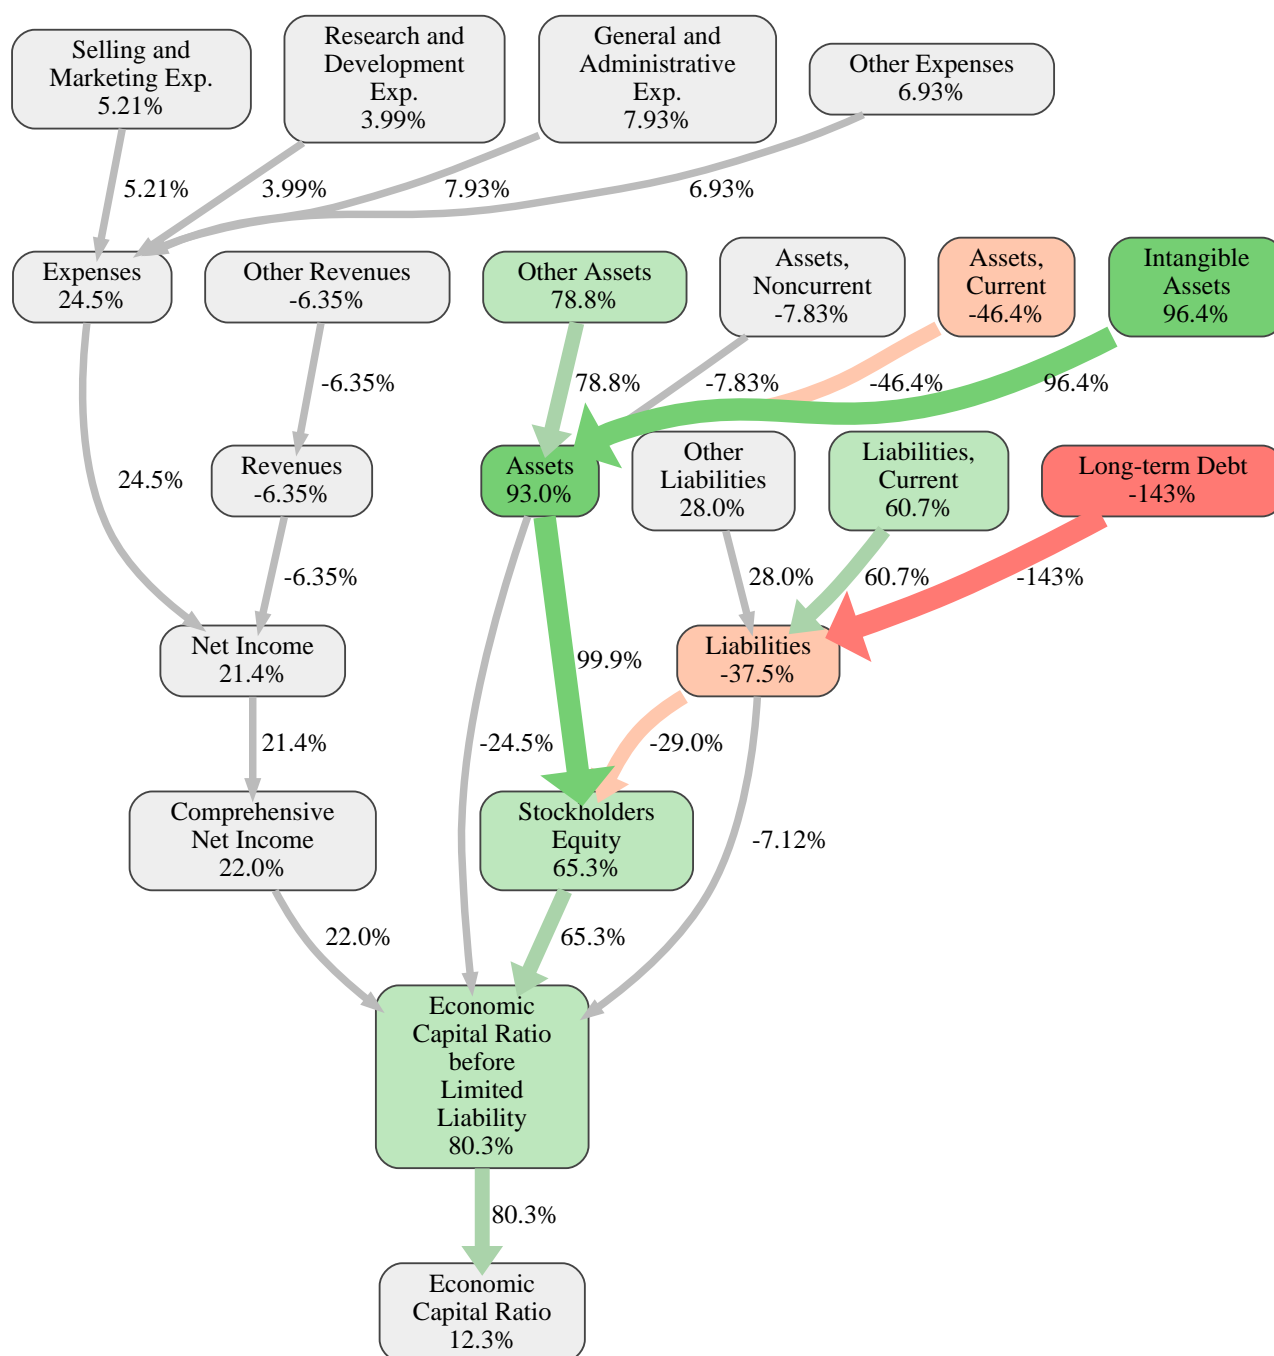 Selling and
Marketing Exp.
5.21%
Research and
Development
Exp.
3.99%
General and
Administrative
Exp.
7.93%
Other Expenses
6.93%
5.21%
3.99%
7.93%
6.93%
Expenses
24.5%
Other Revenues
-6.35%
Other Assets
78.8%
Assets,
Noncurrent
-7.83%
Assets,
Current
-46.4%
Intangible
Assets
96.4%
-6.35%
78.8%
-7.83%
-46.4%
96.4%
24.5%
Revenues
-6.35%
Assets
93.0%
Other
Liabilities
28.0%
Liabilities,
Current
60.7%
Long-term Debt
-143%
-6.35%
28.0%
60.7%
-143%
Net Income
21.4%
99.9%
Liabilities
-37.5%
21.4%
-24.5%
-29.0%
Comprehensive
Net Income
22.0%
Stockholders
Equity
65.3%
-7.12%
22.0%
65.3%
Economic
Capital Ratio
before
Limited
Liability
80.3%
80.3%
Economic
Capital Ratio
12.3%